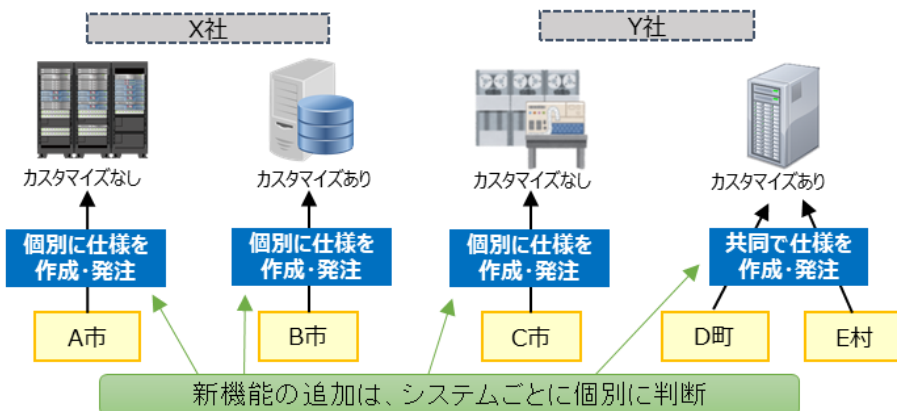 X社
Y社
カスタマイズなし
カスタマイズあり
カスタマイズなし
カスタマイズあり
個別に仕様を
作成・発注
個別に仕様を
作成・発注
個別に仕様を
作成・発注
共同で仕様を
作成・発注
A市
B市
C市
D町
E村
新機能の追加は、システムごとに個別に判断